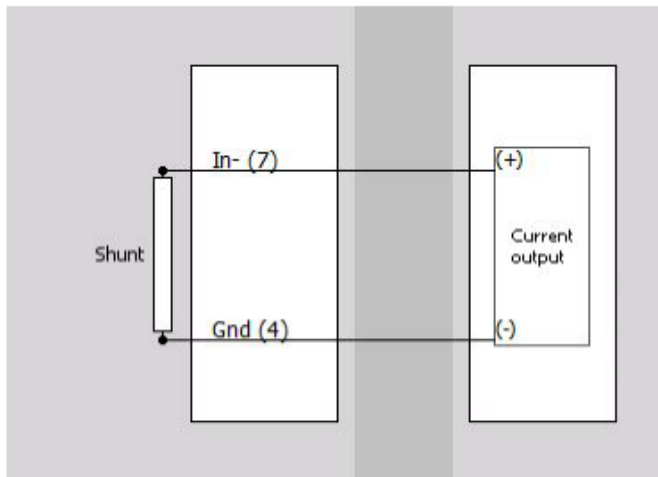 In- (7)
(+)
Shunt
Current
output
Gnd (4)
(-)